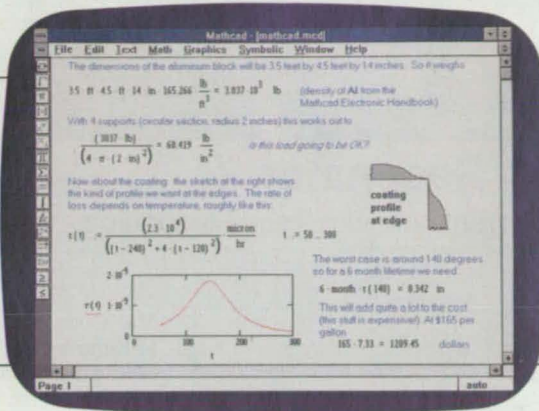 Mathcad - [mathcad.mcd]
File Edit Text Math Graphics Symbolic Window Help
The dimensions of the aluminum block will be 3.5 feet by 4.5 feet by 14 inches. So it weighs
3.5 · ft · 4.5 · ft · 14 · in · 165.266 lb/ft³ = 3.037 · 10³ lb
(density of Al from the
Mathcad Electronic Handbook)
With 4 supports (circular section, radius 2 inches) this works out to
(3037 · lb) / (4 · π · (2 · in)²) = 60.419 lb/in²
is this load going to be OK?
Now about the coating: the sketch at the right shows
the kind of profile we want at the edges. The rate of
loss depends on temperature, roughly like this:
coating
profile
at edge
r(t) := (2.3 · 10⁴) / ((t − 240)² + 4 · (t − 120)²) microns/hr t := 50 .. 300
The worst case is around 140 degrees
so for a 6 month lifetime we need
6 · month · r(140) = 0.342 in
This will add quite a lot to the cost
(this stuff is expensive!). At $165 per
gallon
165 · 7.33 = 1209.45 dollars
2·10⁻⁹
r(t) 1·10⁻⁹
0
0 100 200 300
t
Page 1 auto